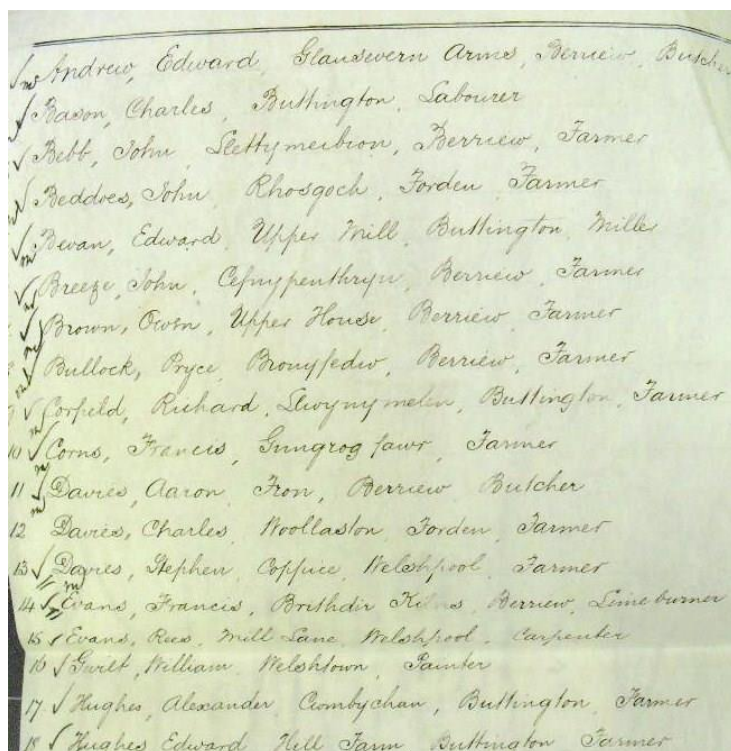 Andrew, Edward, Glansevern Arms, Berriew, Butcher
Bason, Charles, Buttington, Labourer
Bebb, John, Llettymeibion, Berriew, Farmer
Beddoes, John, Rhosgoch, Forden, Farmer
Bevan, Edward, Upper Mill, Buttington, Miller
Breeze, John, Cefnypenthryn, Berriew, Farmer
Brown, Owen, Upper House, Berriew, Farmer
Bullock, Pryce, Bronyfedw, Berriew, Farmer
9 Corfield, Richard, Llwynymelen, Buttington, Farmer
10 Corns, Francis, Gungrog fawr, Farmer
11 Davies, Aaron, Fron, Berriew, Butcher
12 Davies, Charles, Woollaston, Forden, Farmer
13 Davies, Stephen, Coppice, Welshpool, Farmer
14 Evans, Francis, Brithdir Kilns, Berriew, Lime burner
15 Evans, Rees, Mill Lane, Welshpool, Carpenter
16 Gwilt, William, Welshtown, Painter
17 Hughes, Alexander, Cwmbychan, Buttington, Farmer
18 Hughes Edward Hill Farm Buttington Farmer